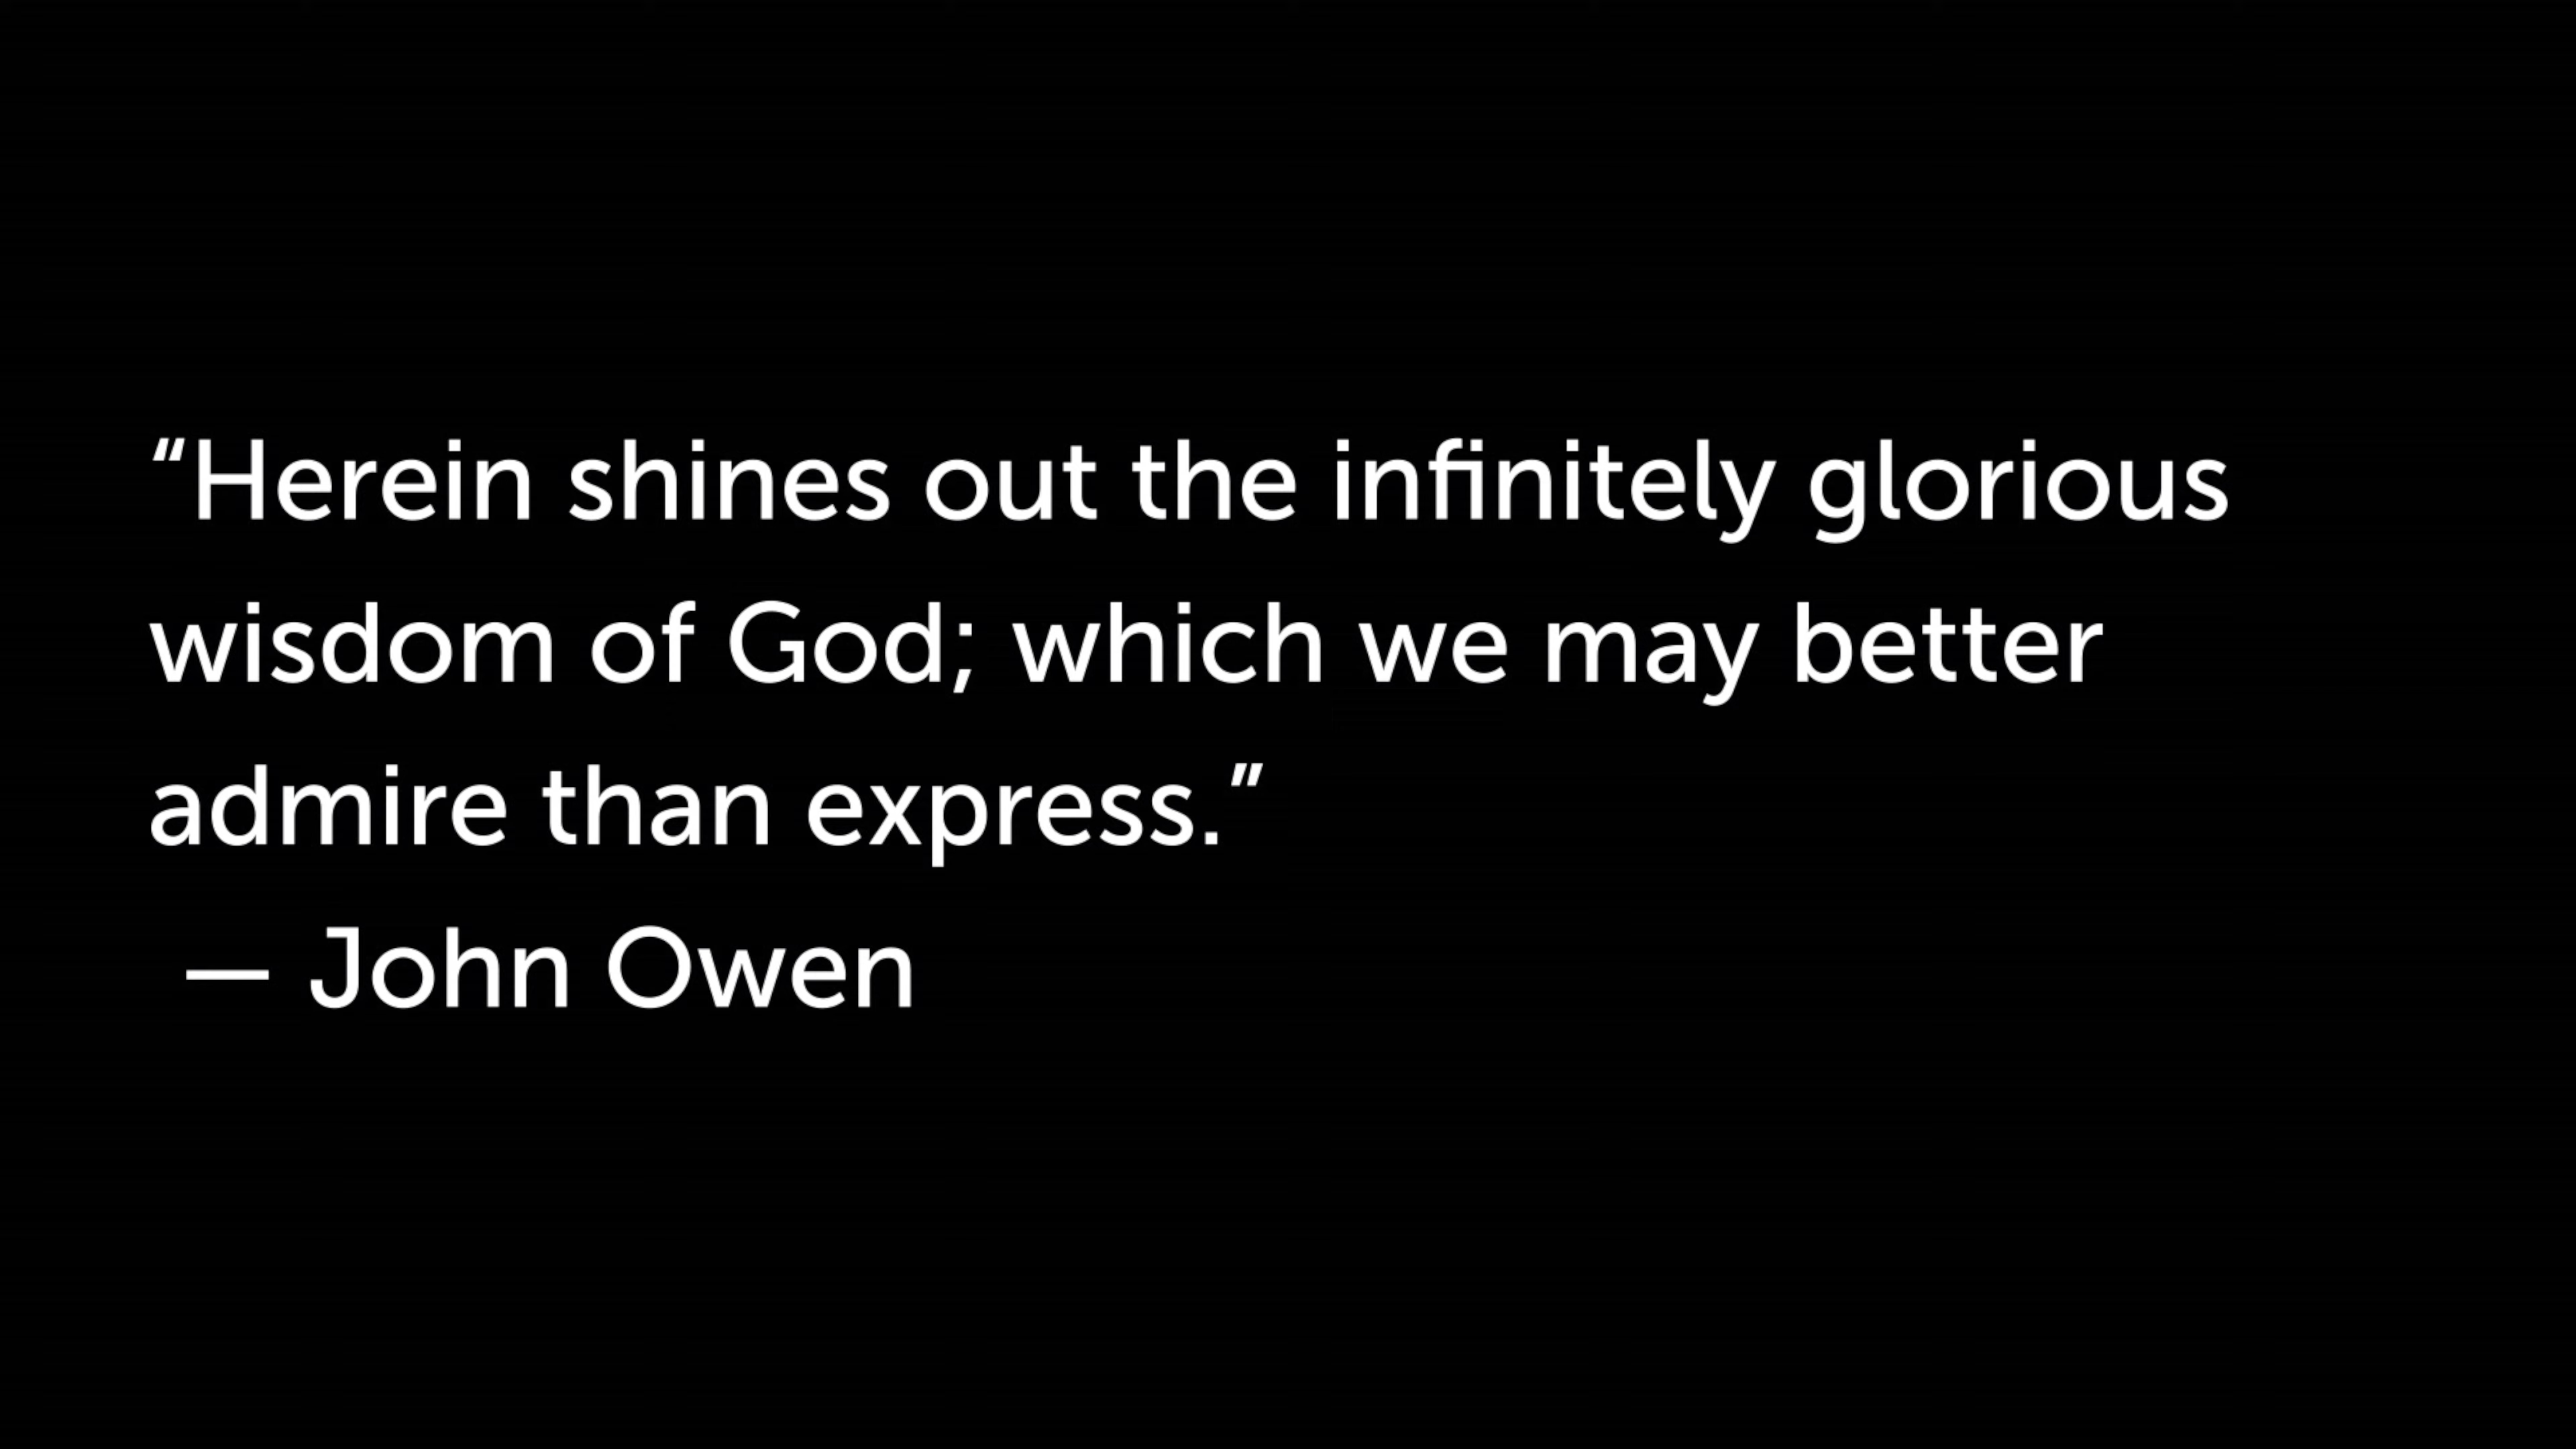 “Herein shines out the infinitely glorious
wisdom of God; which we may better
admire than express.”
— John Owen